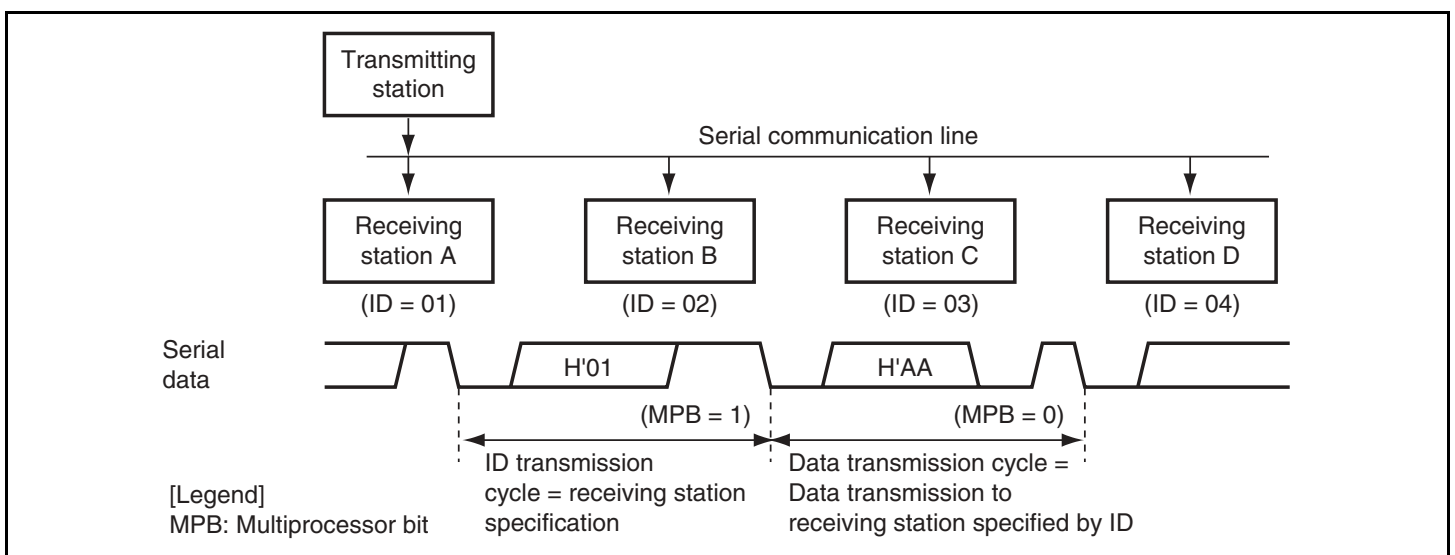 Transmitting
station
Serial communication line
Receiving
station A
Receiving
station B
Receiving
station C
Receiving
station D
(ID = 01)
(ID = 02)
(ID = 03)
(ID = 04)
Serial
data
H'01
H'AA
(MPB = 1)
(MPB = 0)
ID transmission
cycle = receiving station
specification
Data transmission cycle =
Data transmission to
receiving station specified by ID
[Legend]
MPB: Multiprocessor bit